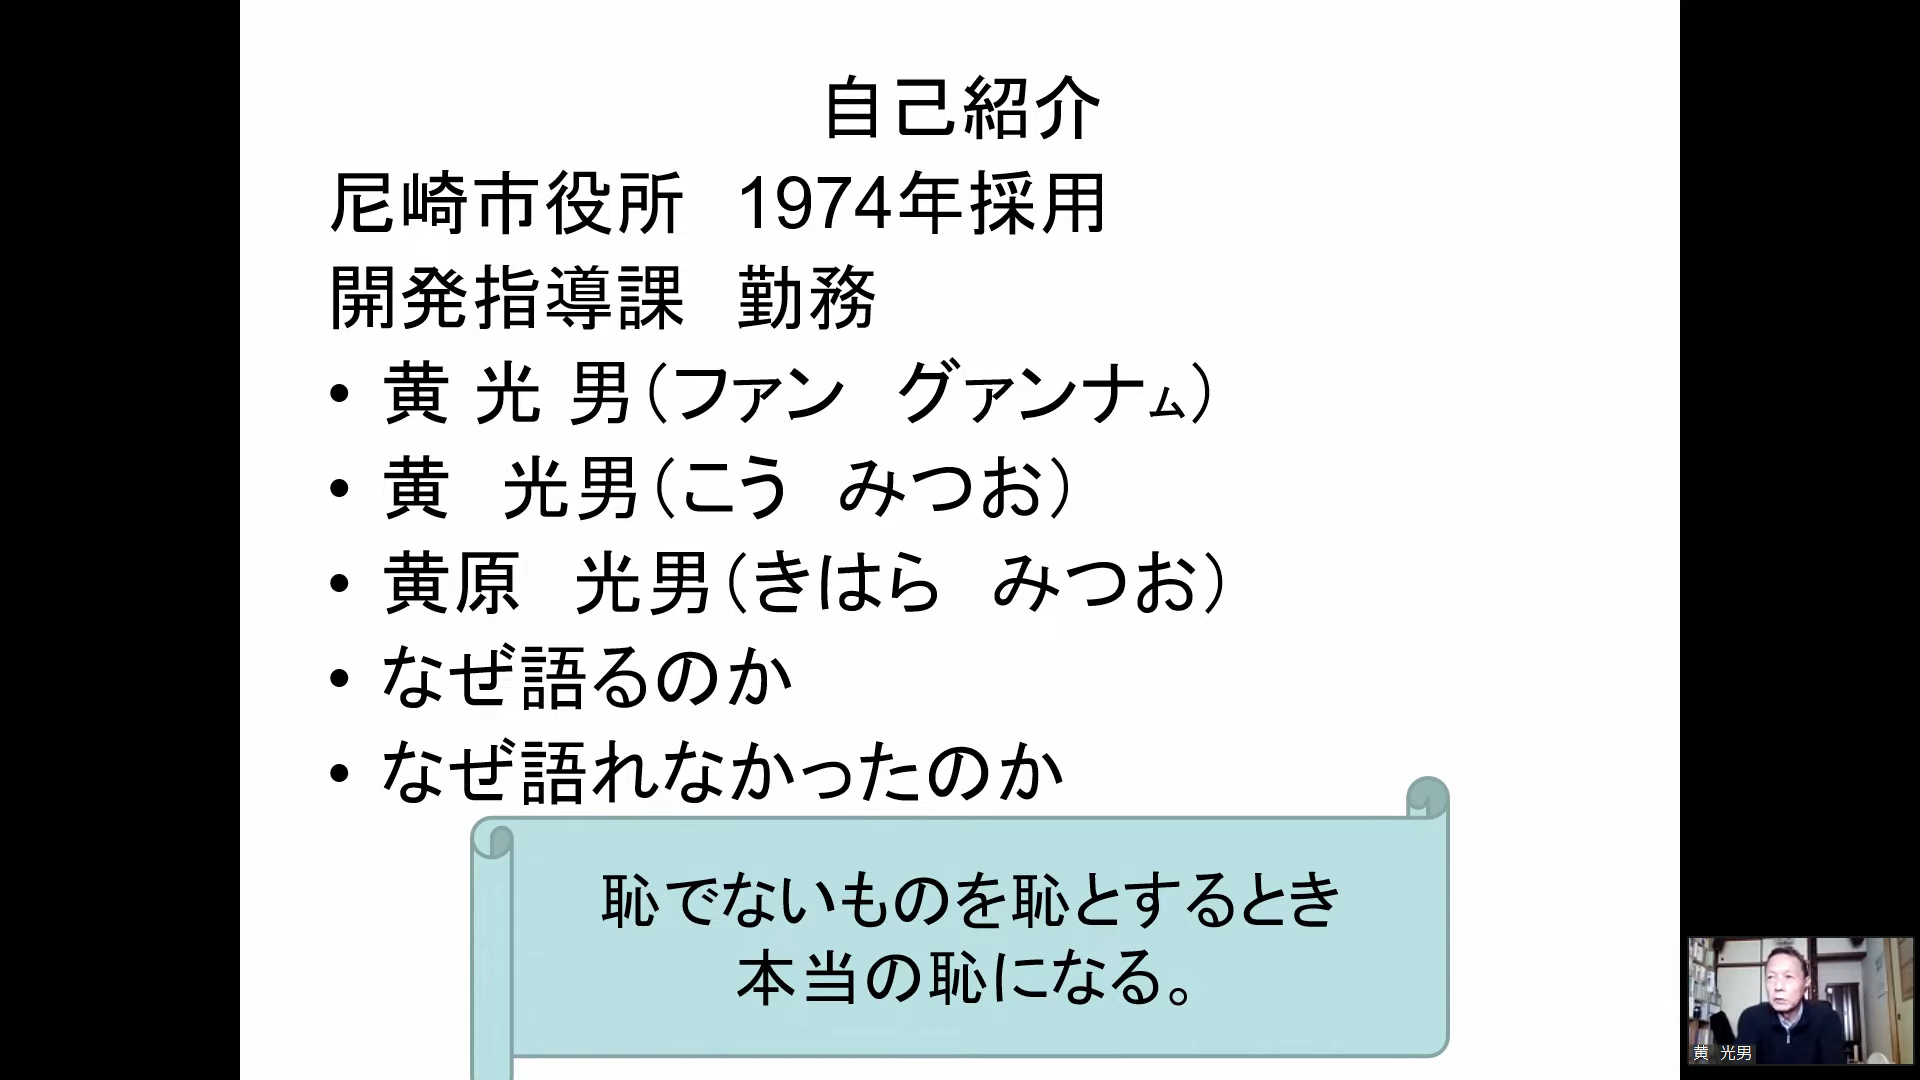 自己紹介
尼崎市役所　1974年採用
開発指導課　勤務
• 黄 光 男（ファン　グァンナム）
• 黄　光男（こう　みつお）
• 黄原　光男（きはら　みつお）
• なぜ語るのか
• なぜ語れなかったのか
恥でないものを恥とするとき
本当の恥になる。
黄　光男